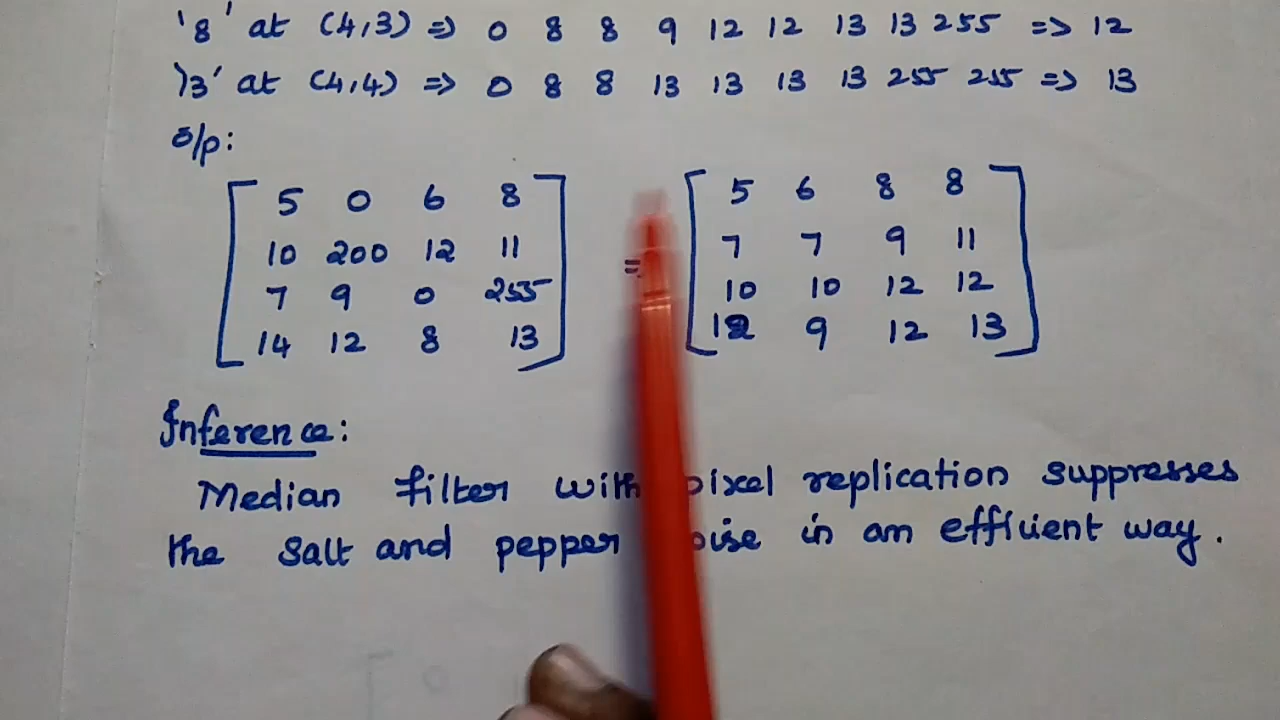 '8' at (4,3) => 0 8 8 9 12 12 13 13 255 => 12
'13' at (4,4) => 0 8 8 13 13 13 13 255 255 => 13
o/p:
[5 0 6 8] = [5 6 8 8]
[10 200 12 11] [7 7 9 11]
[7 9 0 255] [10 10 12 12]
[14 12 8 13] [12 9 12 13]
Inference:
Median filter with pixel replication suppresses
the salt and pepper in an efficient way.